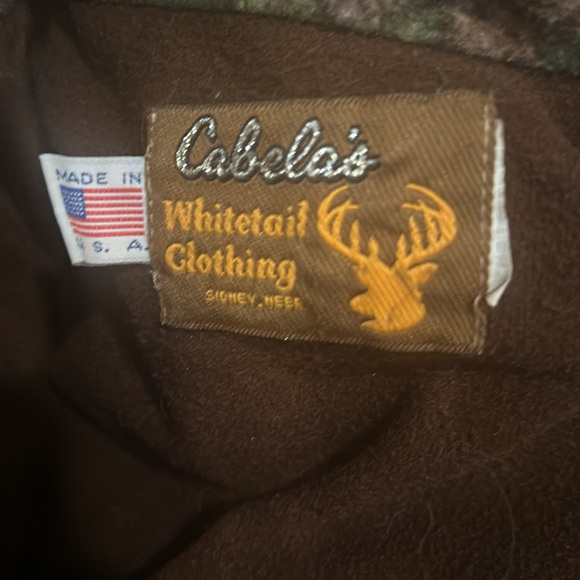 Cabela's
MADE IN
U.S.A.
Whitetail
Clothing
SIDNEY, NEBR